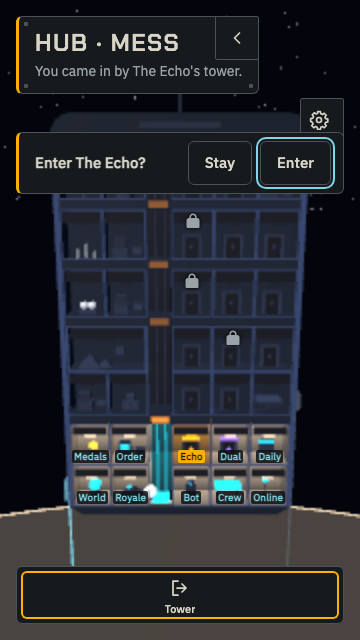 HUB · MESS
You came in by The Echo's tower.
Enter The Echo?
Stay
Enter
Medals
Order
Echo
Dual
Daily
World
Royale
Bot
Crew
Online
Tower